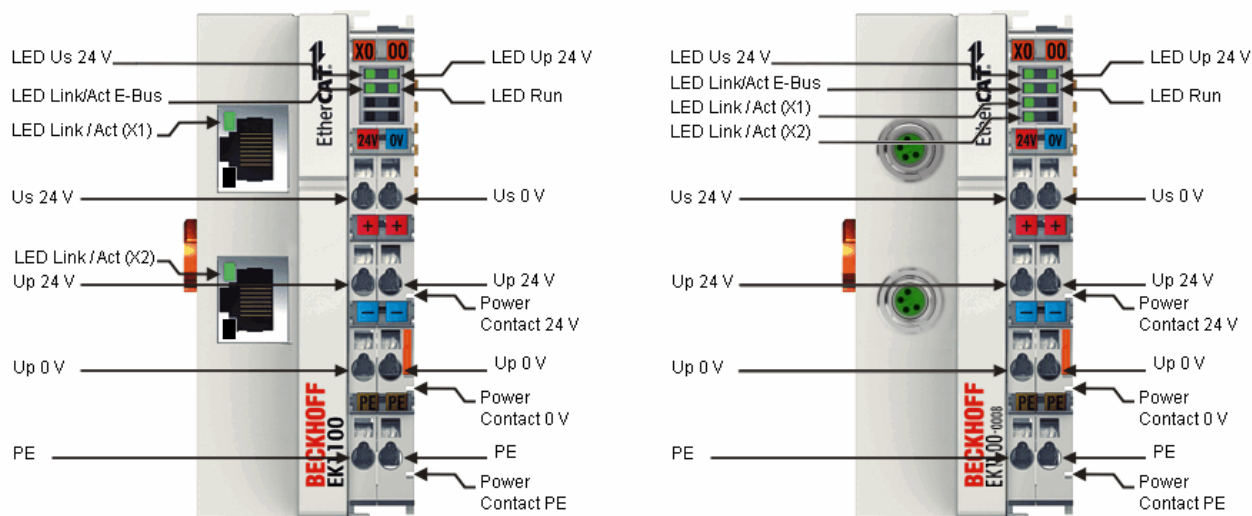 LED Us 24 V
LED Link/Act E-Bus
LED Link / Act (X1)
Us 24 V
LED Link / Act (X2)
Up 24 V
Up 0 V
PE
X0 00
EtherCAT®
24V 0V
+ +
− −
PE PE
BECKHOFF
EK1100
LED Up 24 V
LED Run
Us 0 V
Up 24 V
Power
Contact 24 V
Up 0 V
Power
Contact 0 V
PE
Power
Contact PE
LED Us 24 V
LED Link/Act E-Bus
LED Link / Act (X1)
LED Link / Act (X2)
Us 24 V
Up 24 V
Up 0 V
PE
X0 00
EtherCAT®
24V 0V
+ +
− −
PE PE
BECKHOFF
EK1100-0008
LED Up 24 V
LED Run
Us 0 V
Up 24 V
Power
Contact 24 V
Up 0 V
Power
Contact 0 V
PE
Power
Contact PE